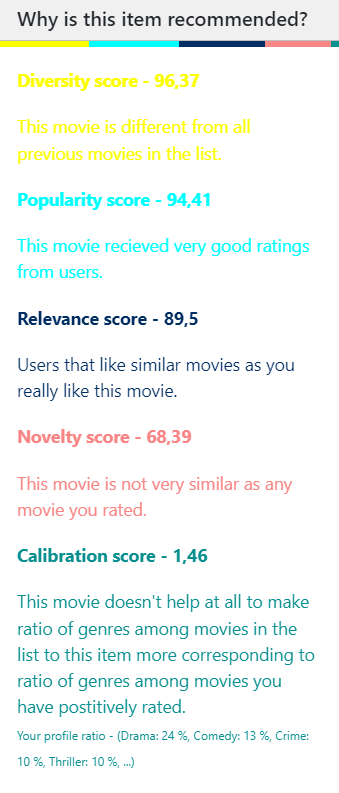 Why is this item recommended?
Diversity score - 96,37
This movie is different from all
previous movies in the list.
Popularity score - 94,41
This movie recieved very good ratings
from users.
Relevance score - 89,5
Users that like similar movies as you
really like this movie.
Novelty score - 68,39
This movie is not very similar as any
movie you rated.
Calibration score - 1,46
This movie doesn't help at all to make
ratio of genres among movies in the
list to this item more corresponding to
ratio of genres among movies you
have postitively rated.
Your profile ratio - (Drama: 24 %, Comedy: 13 %, Crime:
10 %, Thriller: 10 %, ...)